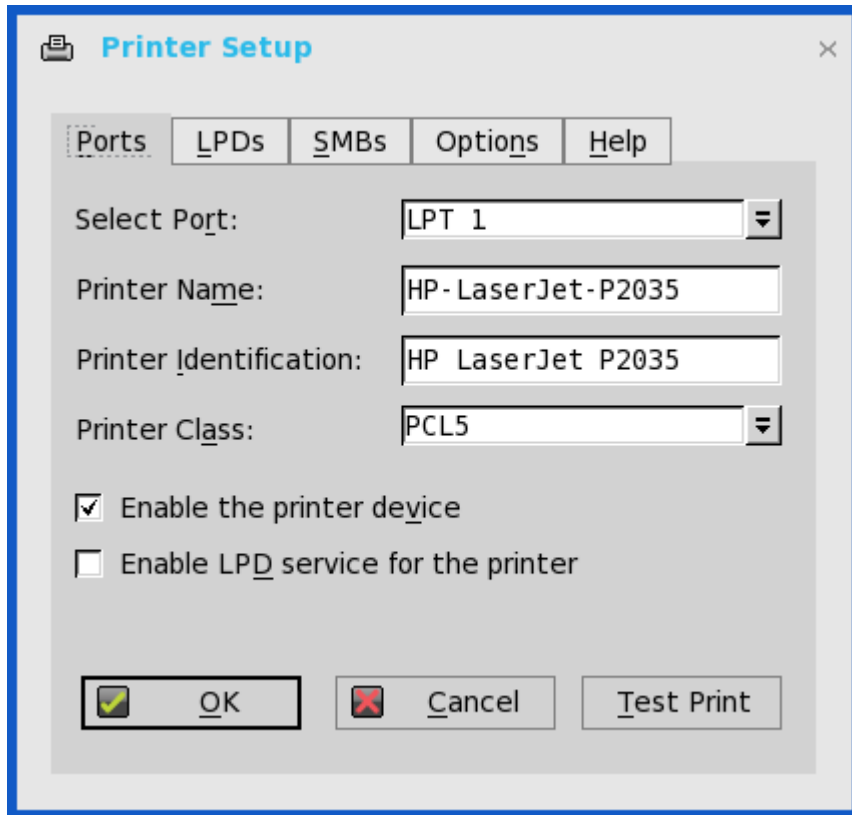 Printer Setup
Ports LPDs SMBs Options Help
Select Port: LPT 1
Printer Name: HP-LaserJet-P2035
Printer Identification: HP LaserJet P2035
Printer Class: PCL5
Enable the printer device
Enable LPD service for the printer
OK Cancel Test Print